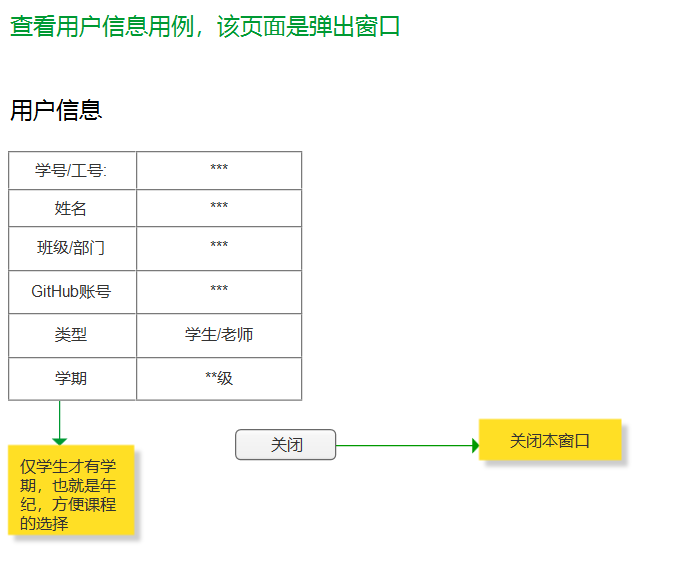 查看用户信息用例，该页面是弹出窗口
用户信息
学号/工号: ***
姓名 ***
班级/部门 ***
GitHub账号 ***
类型 学生/老师
学期 **级
关闭 关闭本窗口
仅学生才有学
期，也就是年
纪，方便课程
的选择